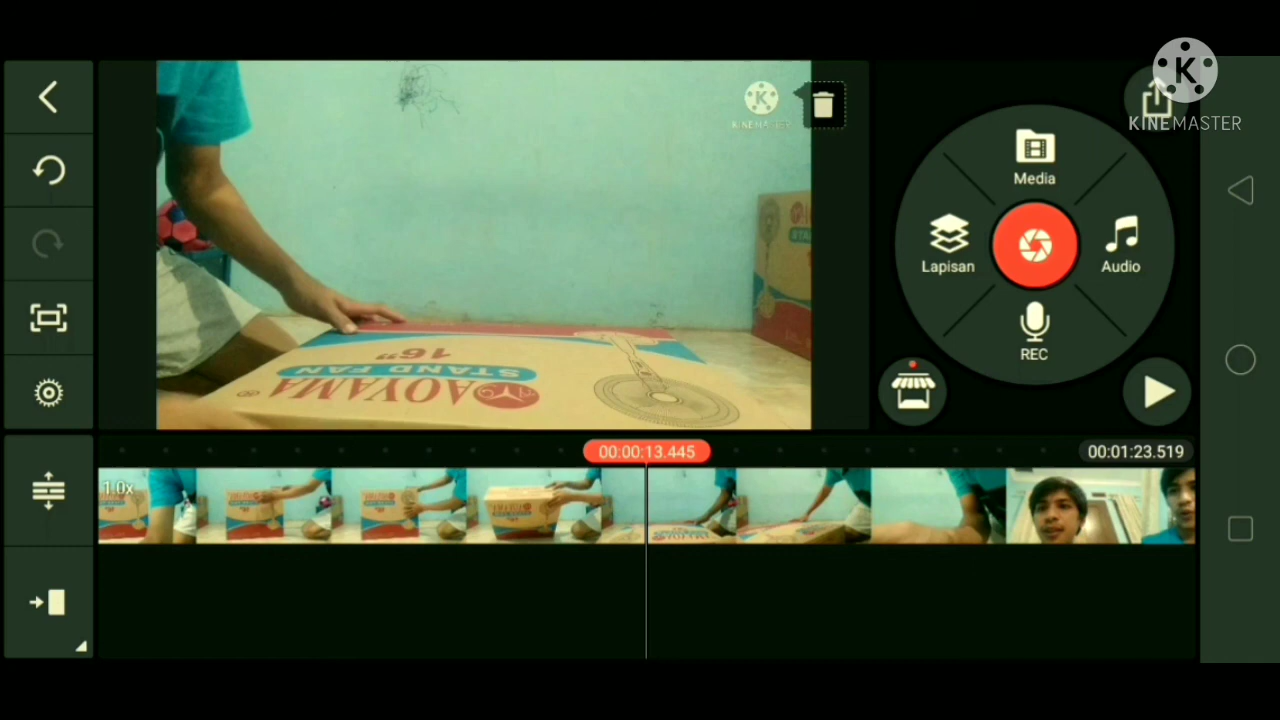 KINEMASTER
KINEMASTER
Media
Lapisan
Audio
REC
16"
STAND FAN
AOYAMA
®
00:00:13.445
00:01:23.519
1.0x